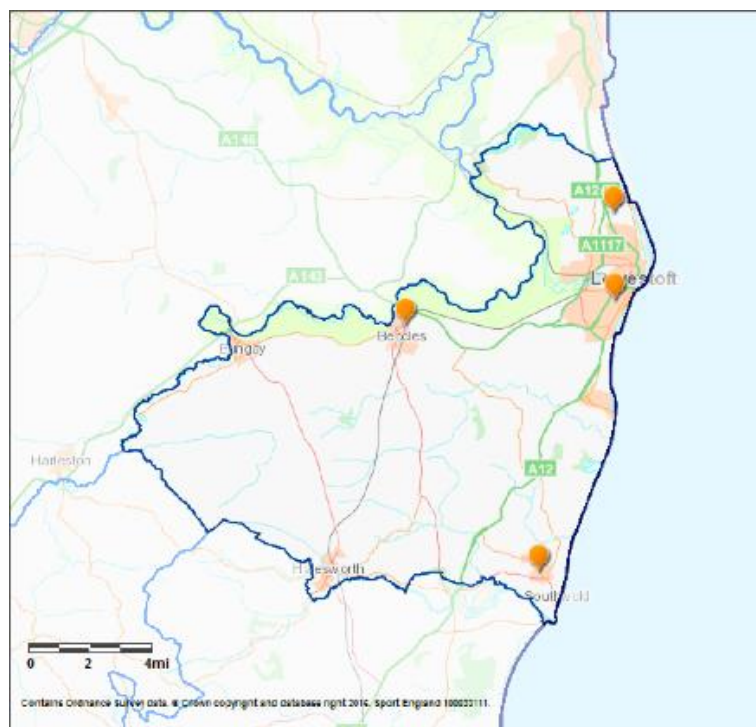 A146
A12
A1117
Lowestoft
A143
Beccles
Bungay
Harleston
A12
Halesworth
Southwold
0 2 4mi
Contains Ordnance Survey data. © Crown copyright and database right 2016. Sport England 100033111.